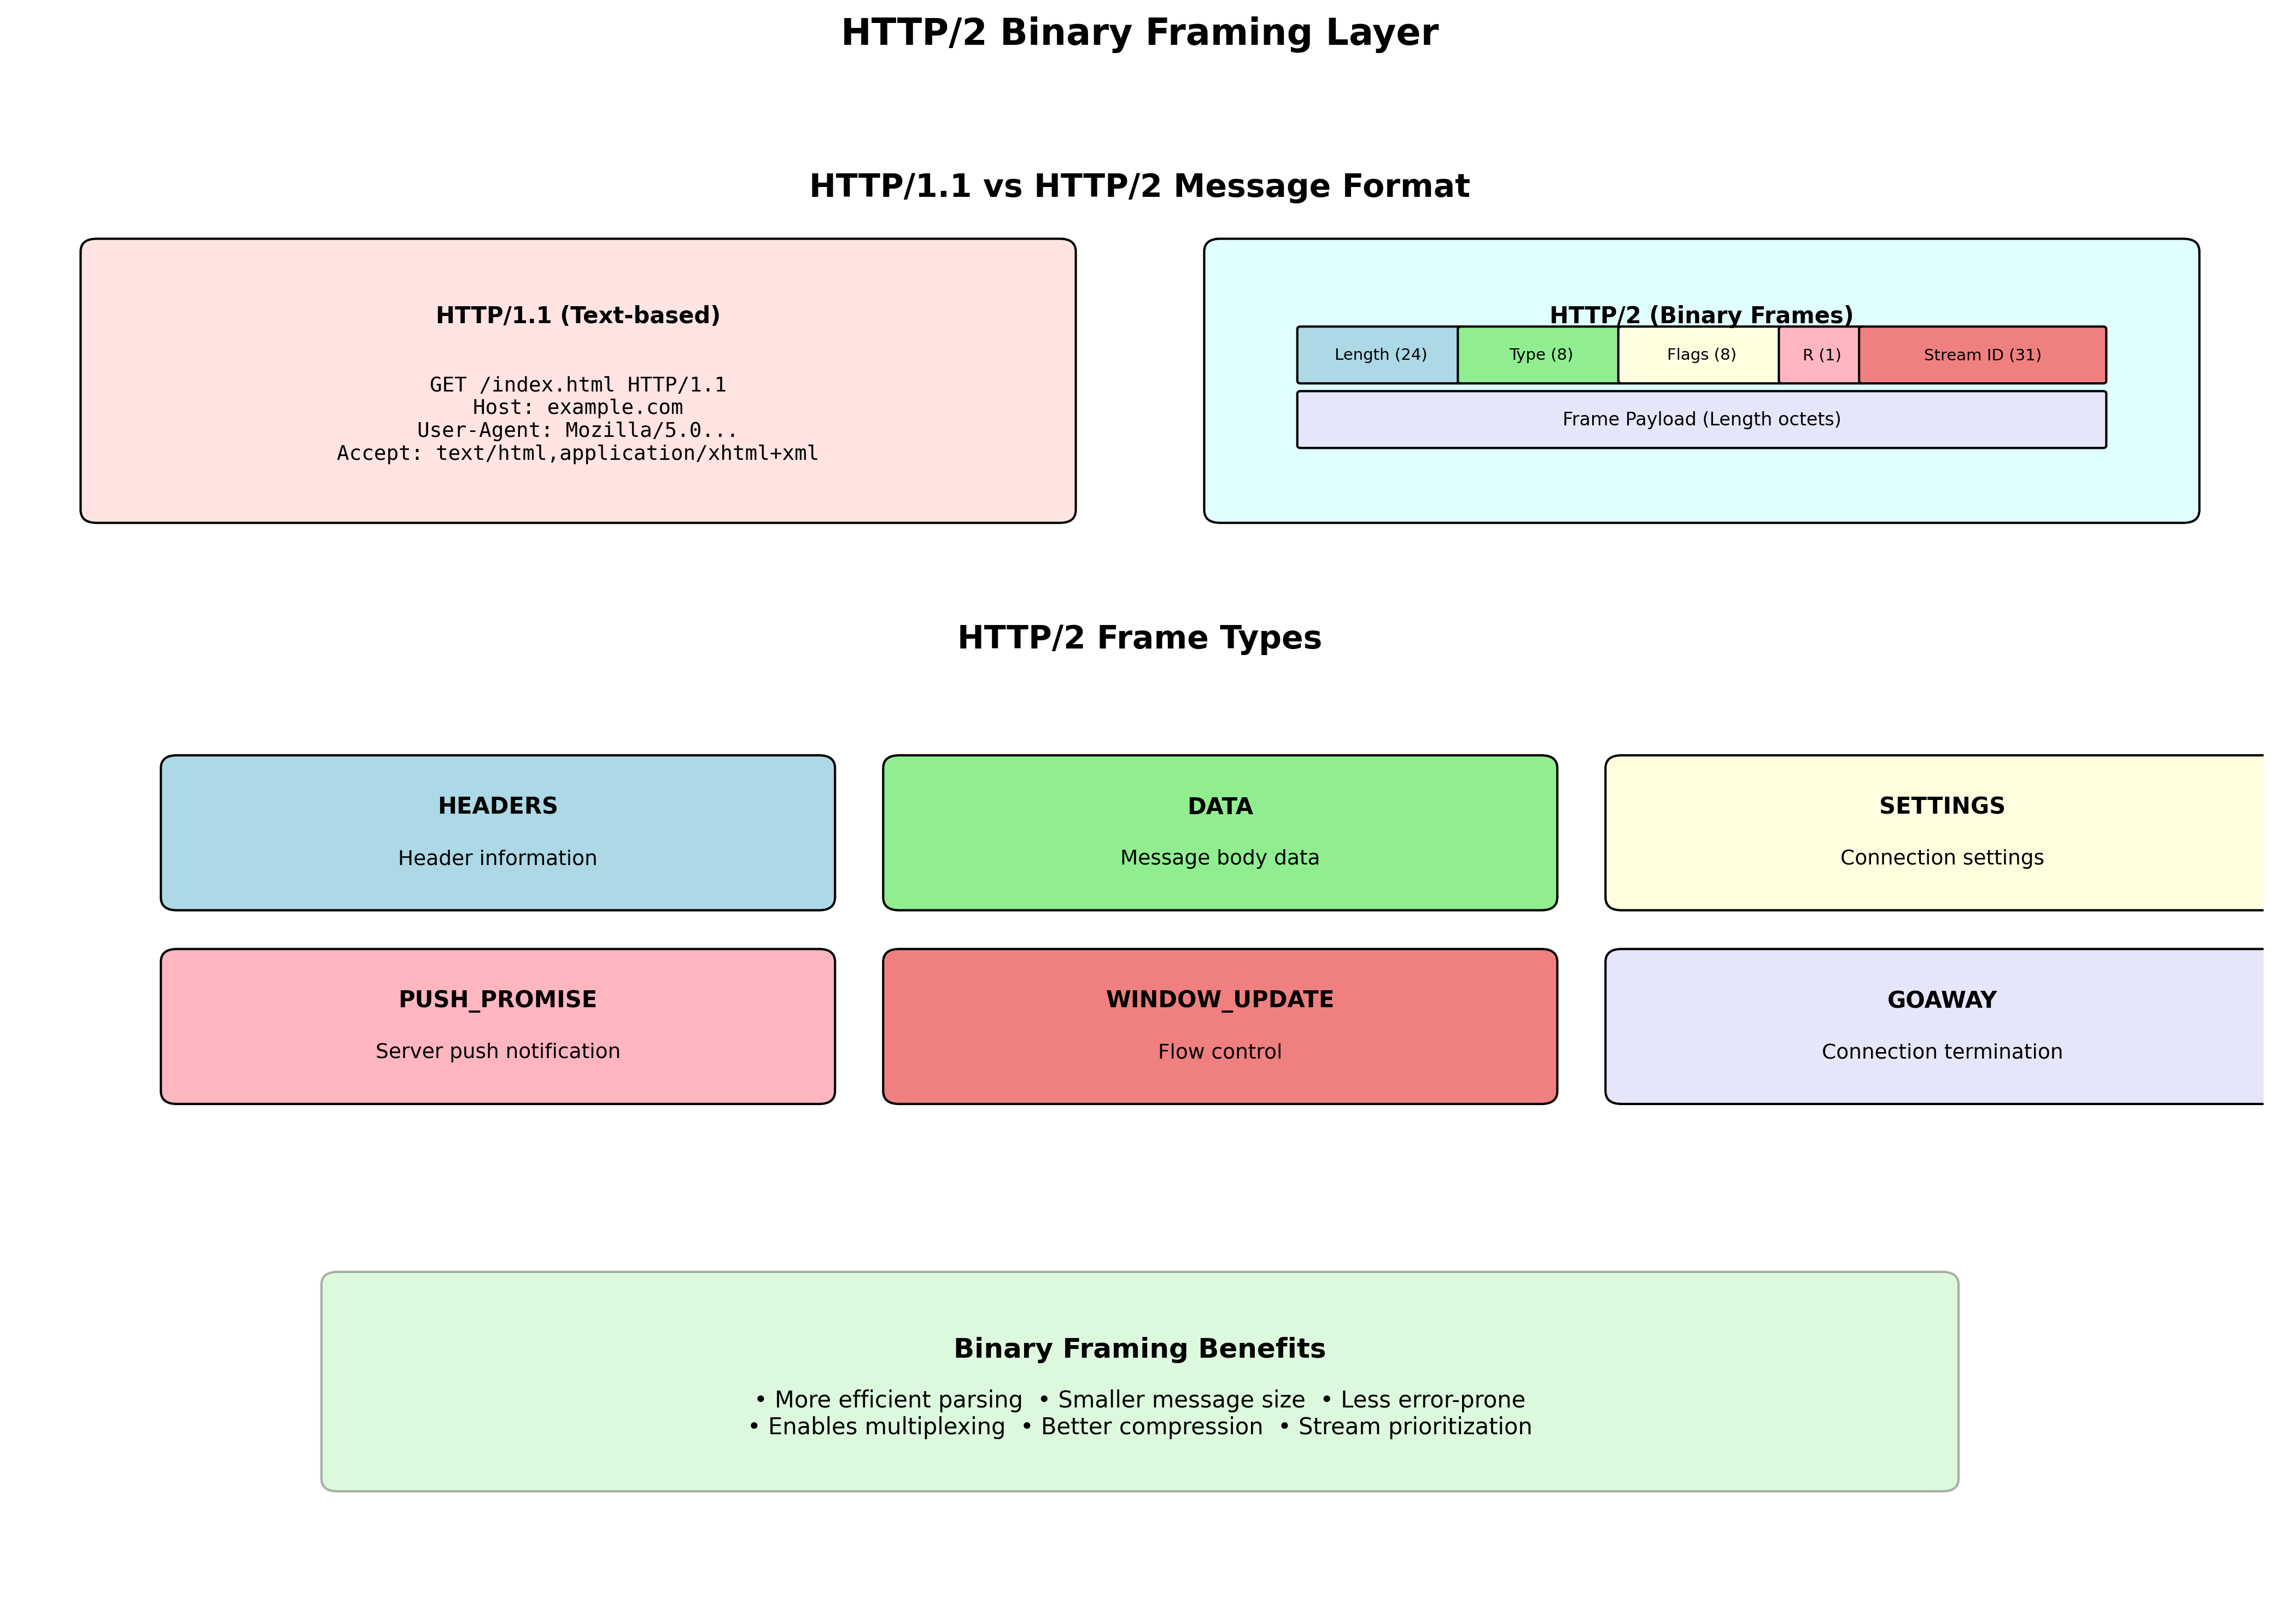 HTTP/2 Binary Framing Layer
HTTP/1.1 vs HTTP/2 Message Format
HTTP/1.1 (Text-based)
GET /index.html HTTP/1.1
Host: example.com
User-Agent: Mozilla/5.0...
Accept: text/html,application/xhtml+xml
HTTP/2 (Binary Frames)
Length (24)
Type (8)
Flags (8)
R (1)
Stream ID (31)
Frame Payload (Length octets)
HTTP/2 Frame Types
HEADERS
Header information
DATA
Message body data
SETTINGS
Connection settings
PUSH_PROMISE
Server push notification
WINDOW_UPDATE
Flow control
GOAWAY
Connection termination
Binary Framing Benefits
• More efficient parsing • Smaller message size • Less error-prone
• Enables multiplexing • Better compression • Stream prioritization